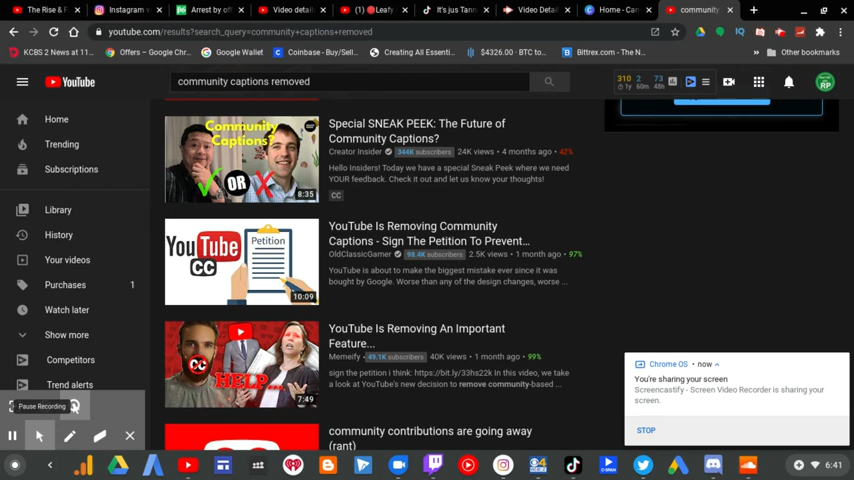 The Rise & F
Instagram v
Arrest by of
Video detail
(1) Leafy
It's jus Tann
Video Detai
Home - Can
community
youtube.com/results?search_query=community+captions+removed
KCBS 2 News at 11...
Offers – Google Chr...
Google Wallet
Coinbase - Buy/Sell...
Creating All Essenti...
$4326.00 - BTC to...
Bittrex.com - The N...
Other bookmarks
YouTube
community captions removed
310 2 73
1y 60m 48h
RP
Home
Trending
Subscriptions
Library
History
Your videos
Purchases 1
Watch later
Show more
Competitors
Trend alerts
Community
Captions?
OR
8:35
Special SNEAK PEEK: The Future of
Community Captions?
Creator Insider 344K subscribers 24K views • 4 months ago • 42%
Hello Insiders! Today we have a special Sneak Peek where we need
YOUR feedback. Check it out and let us know your thoughts!
CC
YouTube
CC
Petition
10:09
YouTube Is Removing Community
Captions - Sign The Petition To Prevent...
OldClassicGamer 98.4K subscribers 2.5K views • 1 month ago • 97%
YouTube is about to make the biggest mistake ever since it was
bought by Google. Worse than any of the design changes, worse ...
CC
HELP...
7:49
YouTube Is Removing An Important
Feature...
Memeify 49.1K subscribers 40K views • 1 month ago • 99%
sign the petition i think: https://bit.ly/33hs22k In this video, we take
a look at YouTube's new decision to remove community-based ...
community contributions are going away
(rant)
Chrome OS • now
You're sharing your screen
Screencastify - Screen Video Recorder is sharing your
screen.
STOP
Pause Recording
6:41